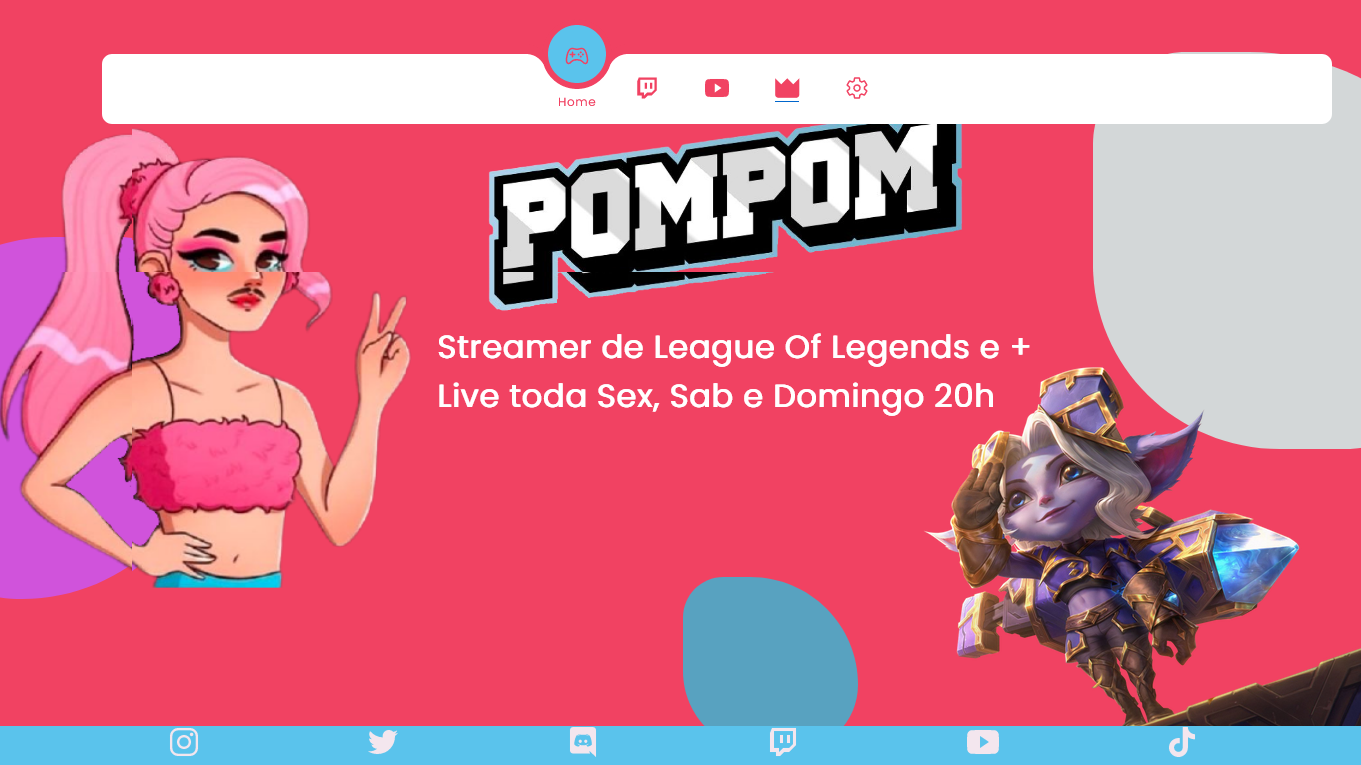 Home
POMPOM
Streamer de League Of Legends e +
Live toda Sex, Sab e Domingo 20h